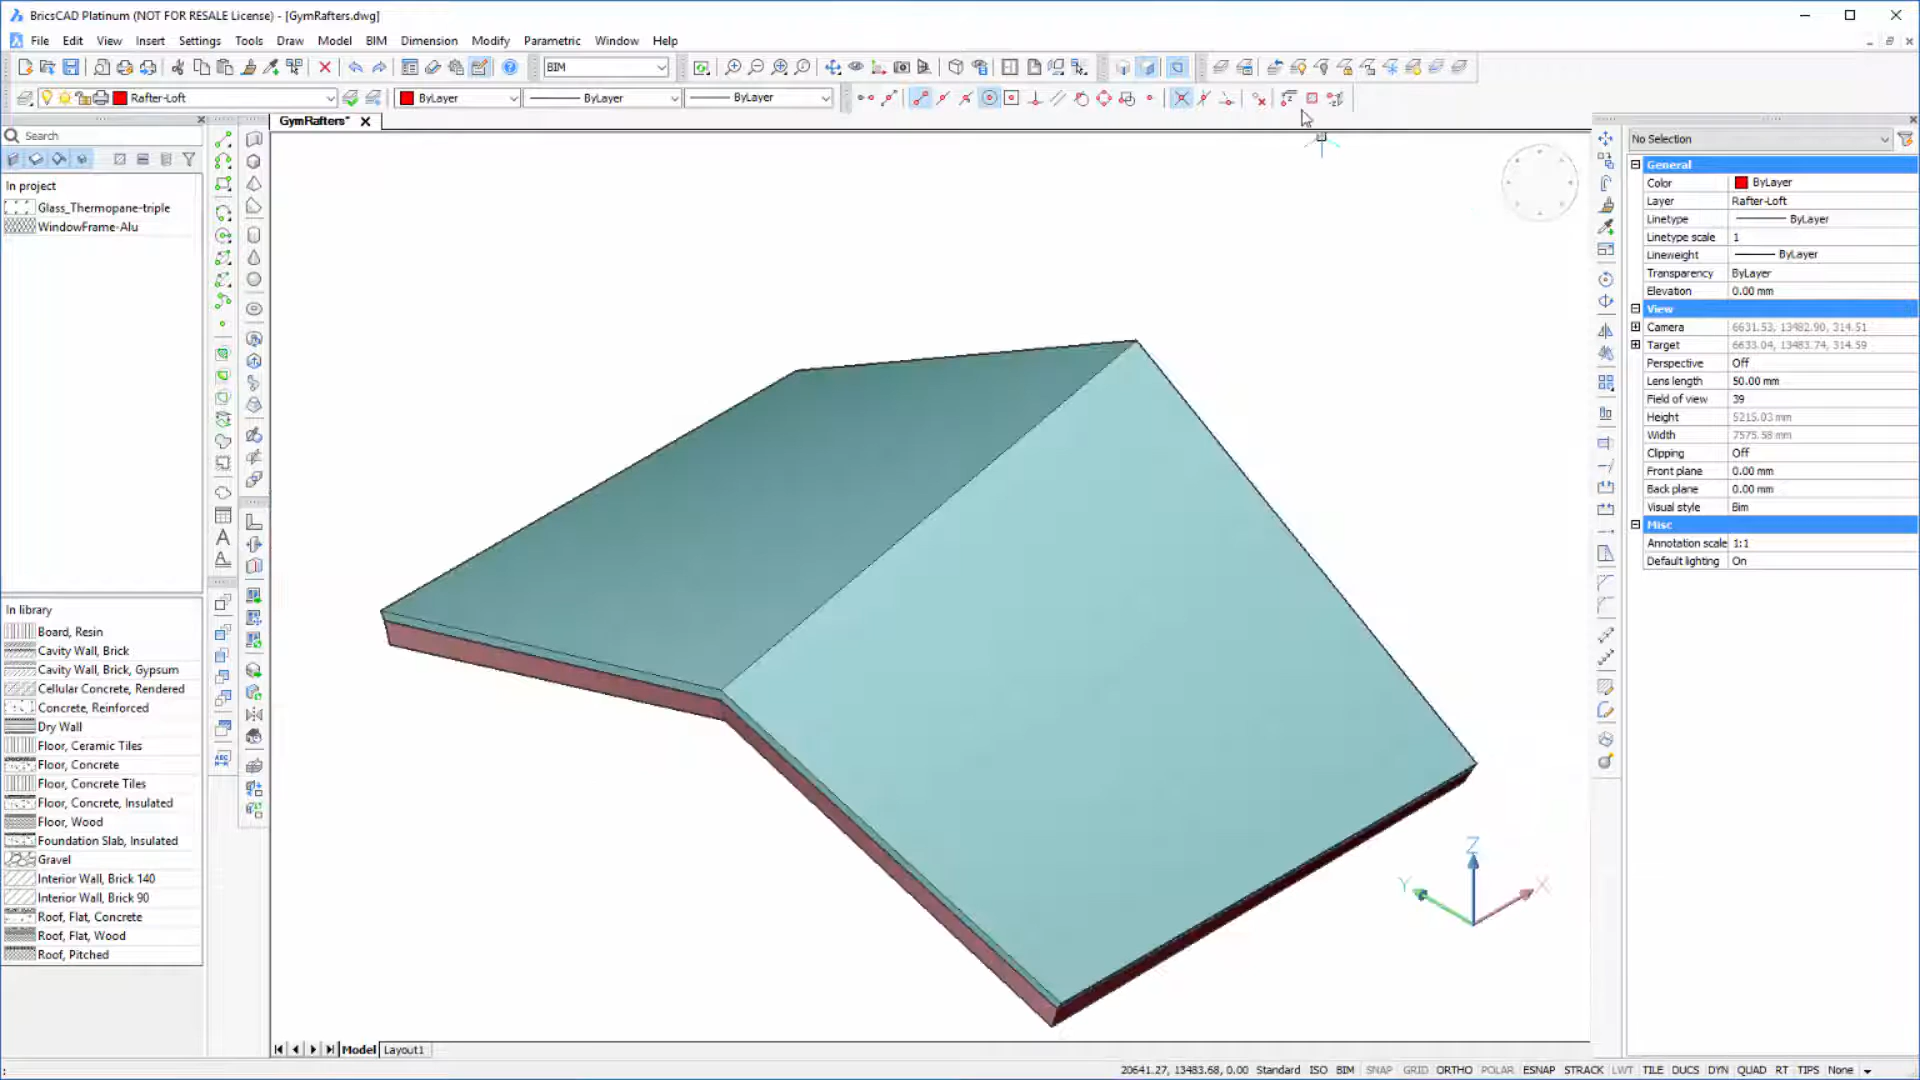 BricsCAD Platinum (NOT FOR RESALE License) - [GymRafters.dwg]
File Edit View Insert Settings Tools Draw Model BIM Dimension Modify Parametric Window Help
BIM
Rafter-Loft ByLayer ByLayer ByLayer
GymRafters*
Search
In project
Glass_Thermopane-triple
WindowFrame-Alu
In library
Board, Resin
Cavity Wall, Brick
Cavity Wall, Brick, Gypsum
Cellular Concrete, Rendered
Concrete, Reinforced
Dry Wall
Floor, Ceramic Tiles
Floor, Concrete
Floor, Concrete Tiles
Floor, Concrete, Insulated
Floor, Wood
Foundation Slab, Insulated
Gravel
Interior Wall, Brick 140
Interior Wall, Brick 90
Roof, Flat, Concrete
Roof, Flat, Wood
Roof, Pitched
A
A
ABC
Z
Y
X
No Selection
General
Color ByLayer
Layer Rafter-Loft
Linetype ByLayer
Linetype scale 1
Lineweight ByLayer
Transparency ByLayer
Elevation 0.00 mm
View
Camera 6631.53, 13482.90, 314.51
Target 6633.04, 13483.74, 314.59
Perspective Off
Lens length 50.00 mm
Field of view 39
Height 5215.03 mm
Width 7575.58 mm
Clipping Off
Front plane 0.00 mm
Back plane 0.00 mm
Visual style Bim
Misc
Annotation scale 1:1
Default lighting On
Model Layout1
: 20641.27, 13483.68, 0.00 Standard ISO BIM SNAP GRID ORTHO POLAR ESNAP STRACK LWT TILE DUCS DYN QUAD RT TIPS None